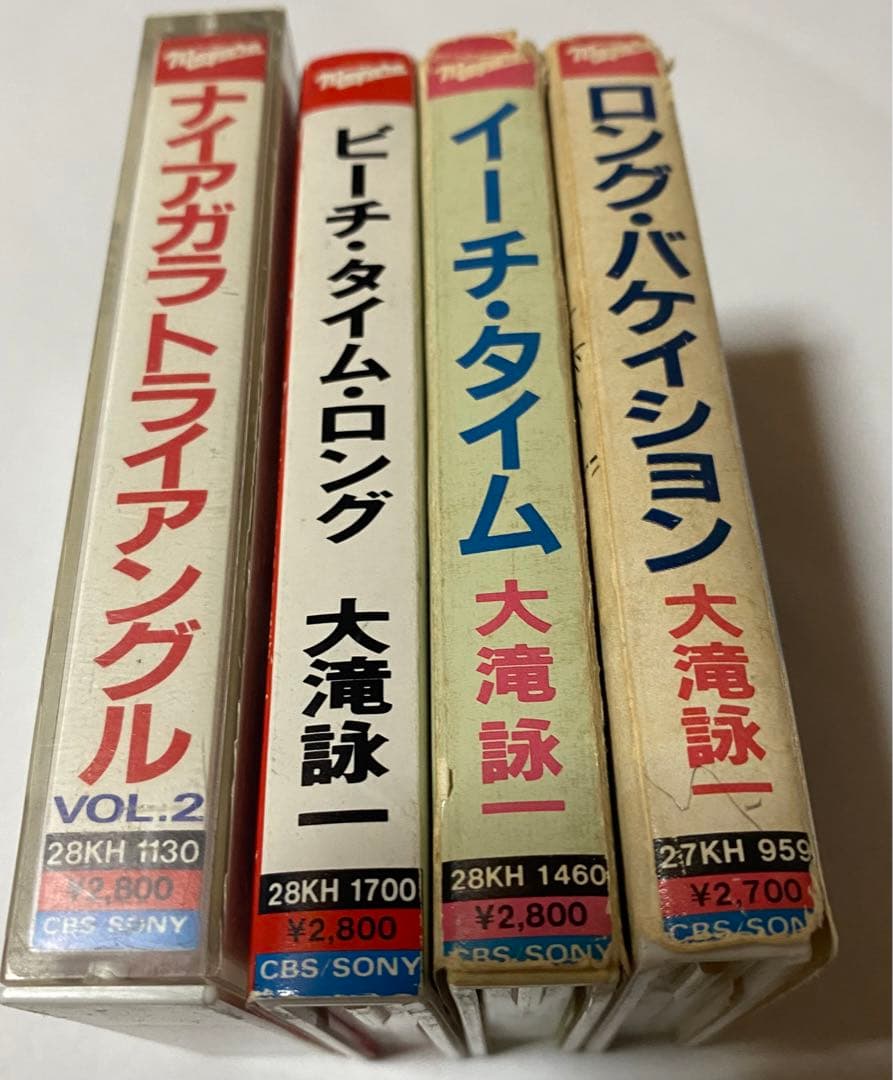 Niagara
ナイアガラトライアングル
VOL.2
28KH 1130
¥2,800
CBS SONY
Niagara
ビーチ・タイム・ロング
大滝詠一
28KH 1700
¥2,800
CBS/SONY
Niagara
イーチ・タイム
大滝詠一
28KH 1460
¥2,800
CBS/SONY
Niagara
ロング・バケイション
大滝詠一
27KH 959
¥2,700
CBS/SON